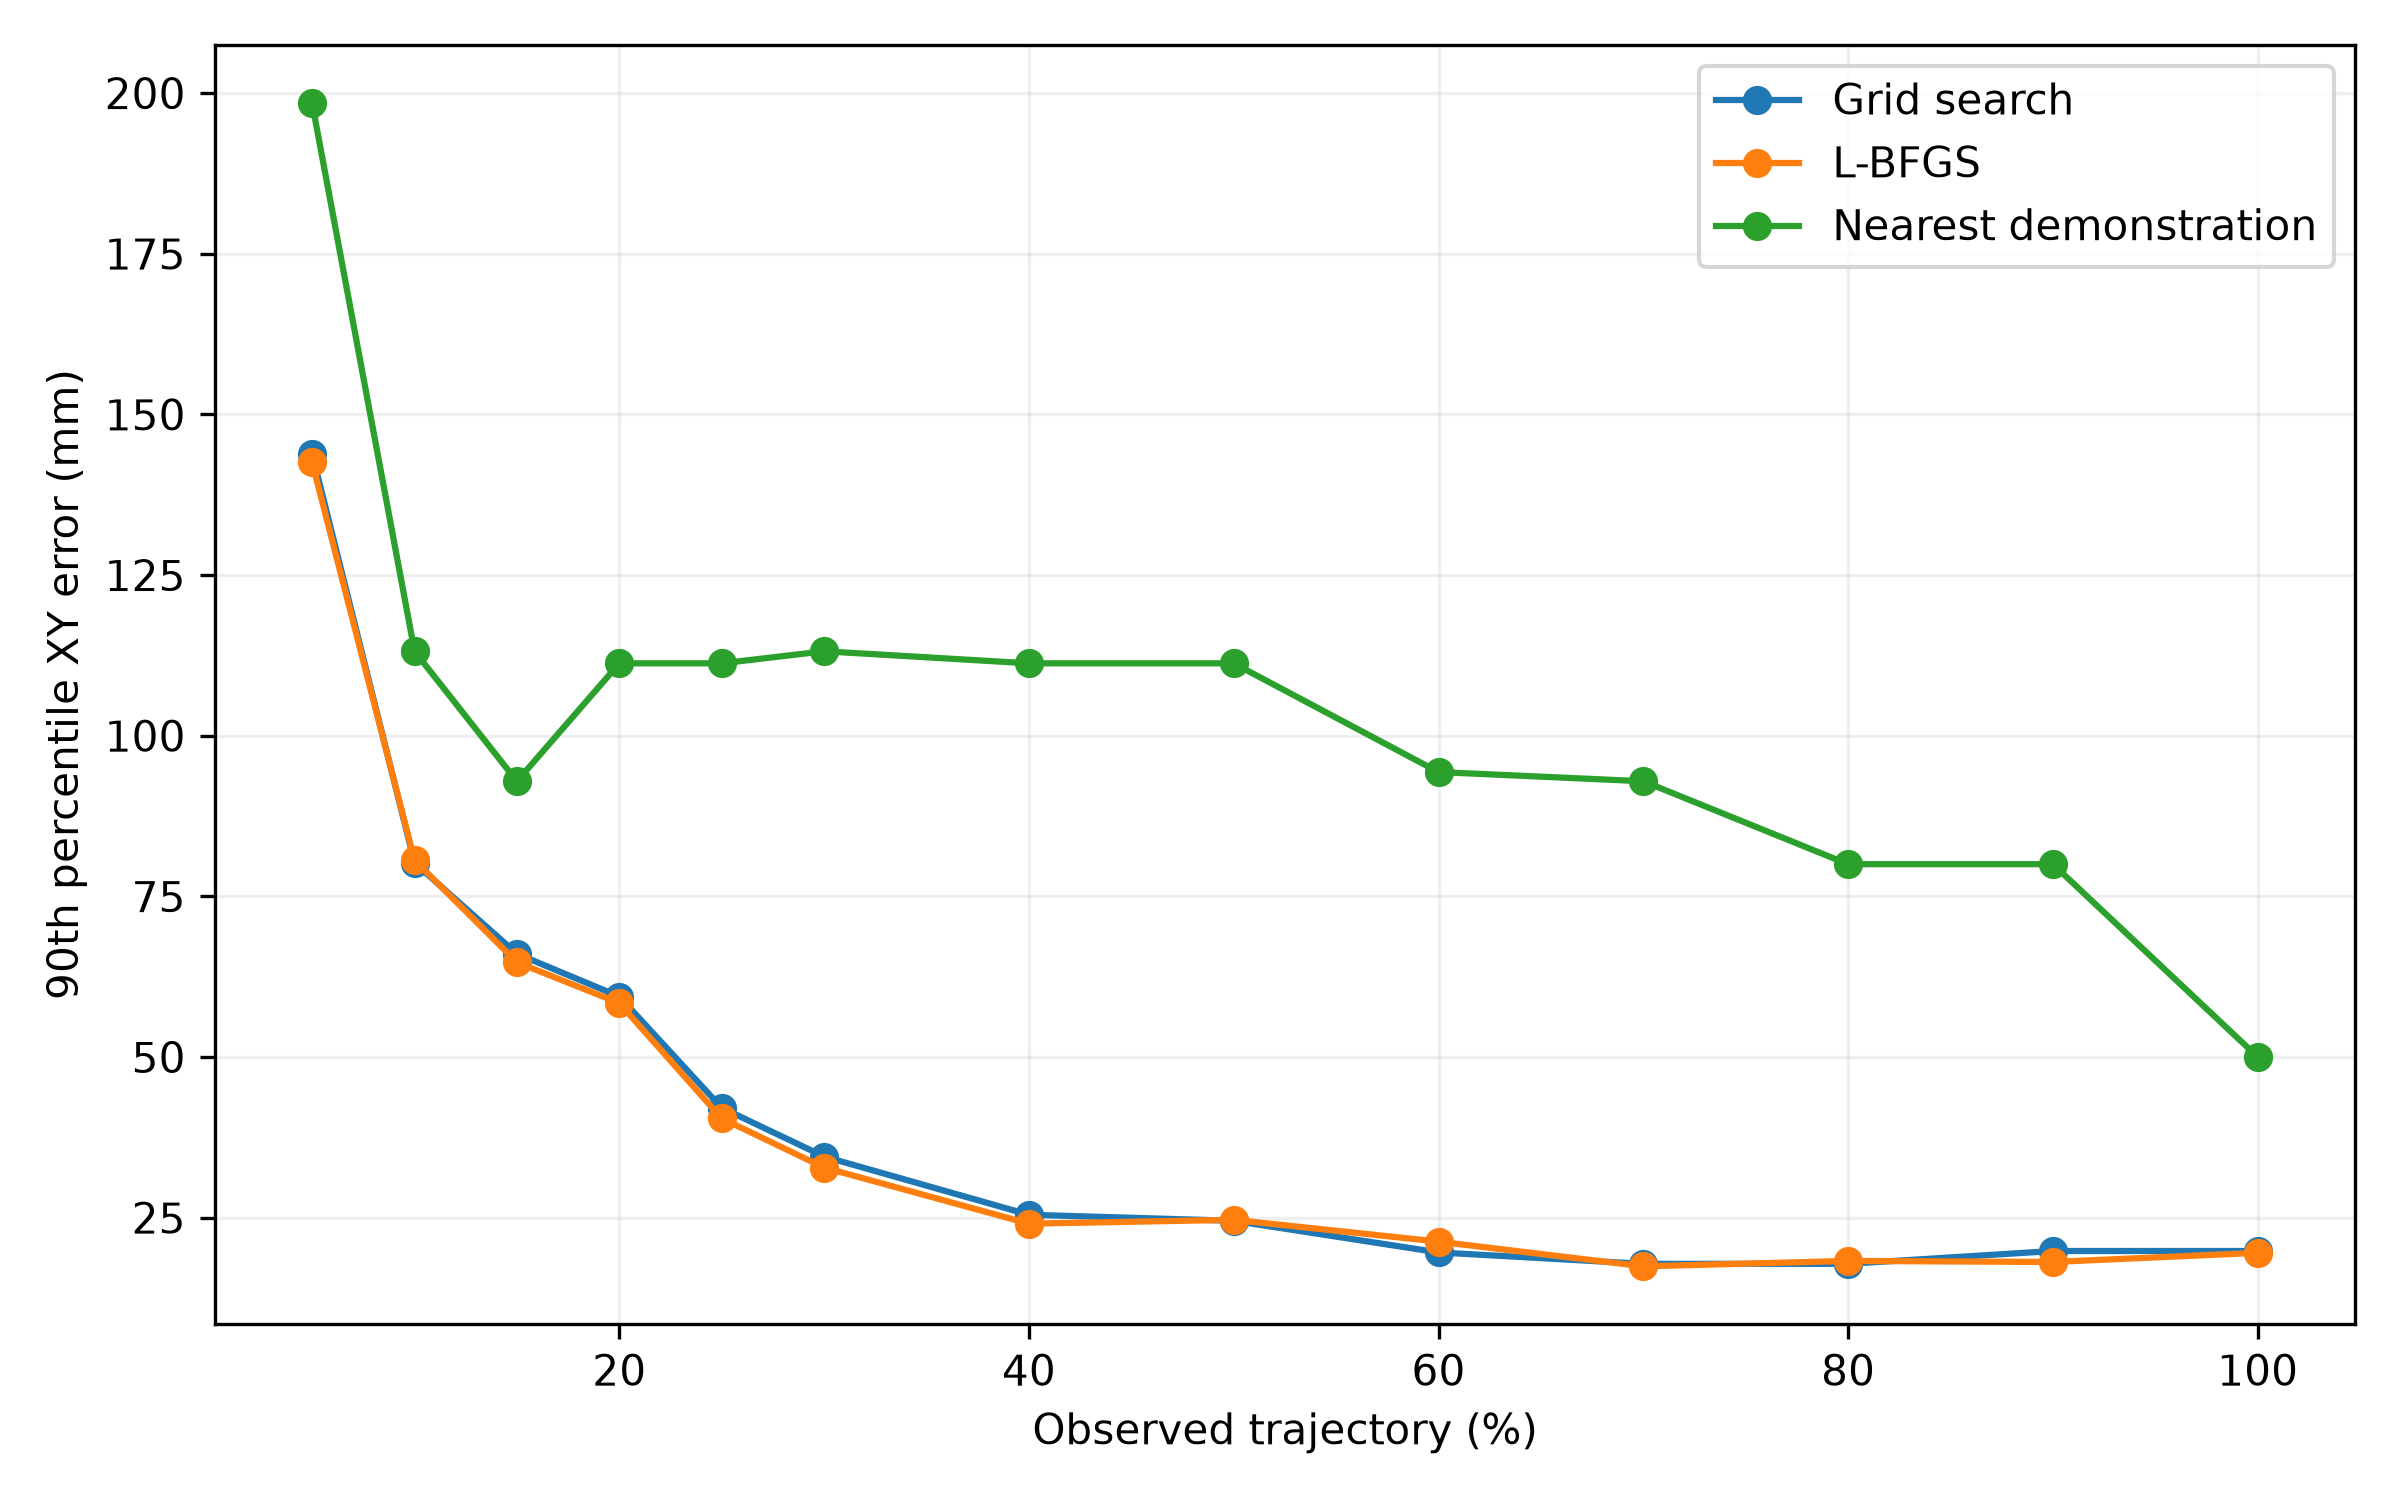 200
175
150
125
100
75
50
25
90th percentile XY error (mm)
Grid search
L-BFGS
Nearest demonstration
20 40 60 80 100
Observed trajectory (%)